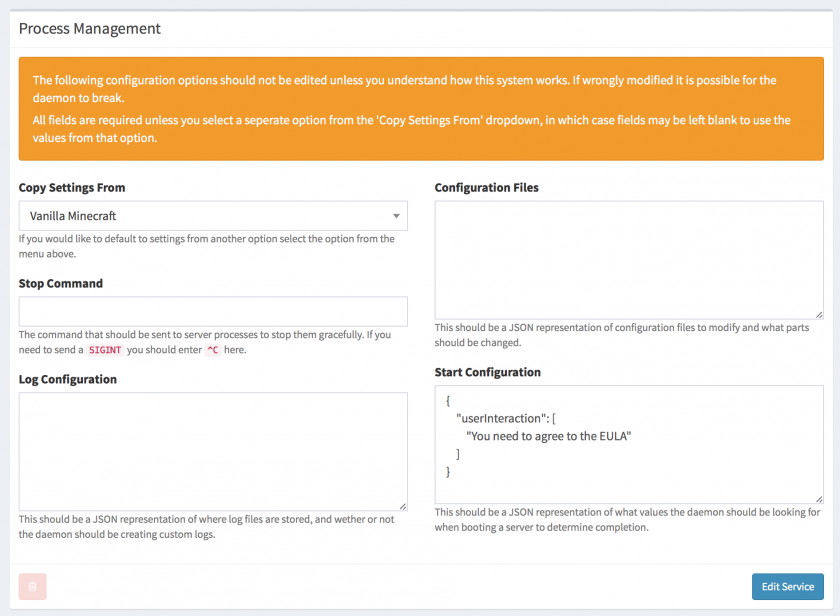 Process Management
The following configuration options should not be edited unless you understand how this system works. If wrongly modified it is possible for the
daemon to break.
All fields are required unless you select a seperate option from the 'Copy Settings From' dropdown, in which case fields may be left blank to use the
values from that option.
Copy Settings From
Vanilla Minecraft
If you would like to default to settings from another option select the option from the
menu above.
Stop Command
The command that should be sent to server processes to stop them gracefully. If you
need to send a SIGINT you should enter ^C here.
Log Configuration
This should be a JSON representation of where log files are stored, and wether or not
the daemon should be creating custom logs.
Configuration Files
This should be a JSON representation of configuration files to modify and what parts
should be changed.
Start Configuration
{
"userInteraction": [
"You need to agree to the EULA"
]
}
This should be a JSON representation of what values the daemon should be looking for
when booting a server to determine completion.
Edit Service